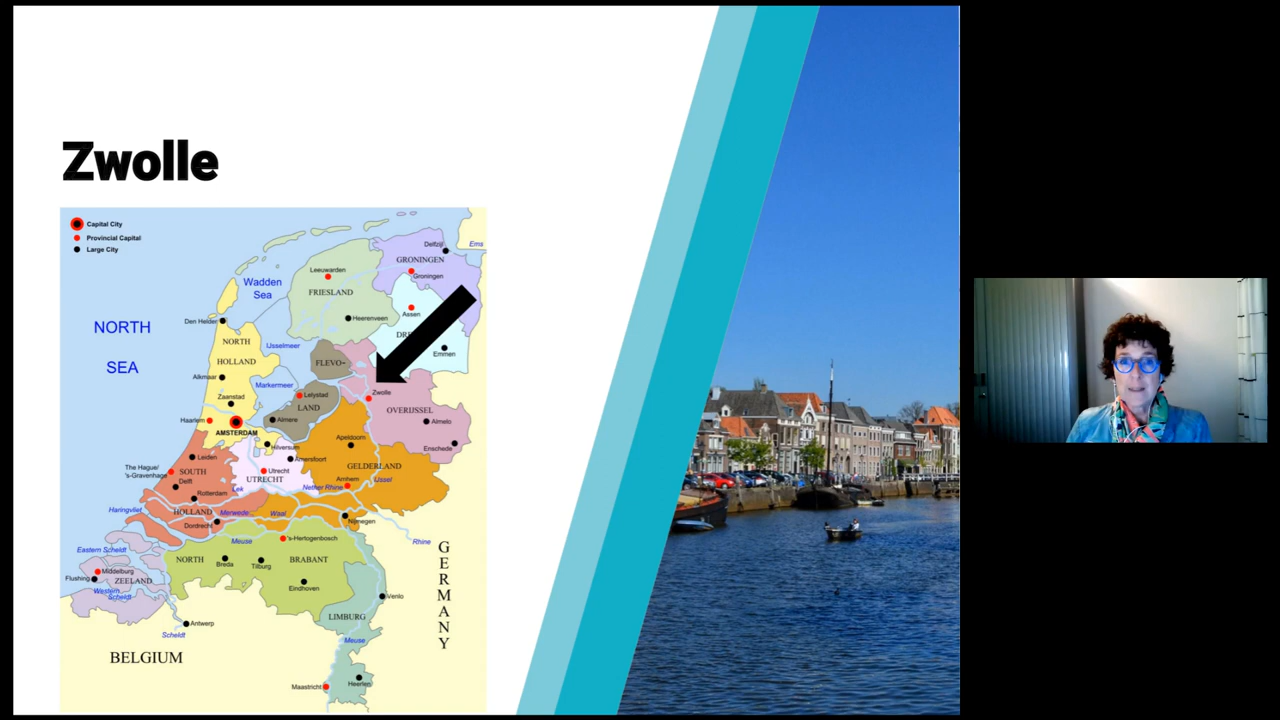 Zwolle
Capital City
Provincial Capital
Large City
Delfzijl
Ems
GRONINGEN
Groningen
Leeuwarden
FRIESLAND
Wadden
Sea
Assen
Heerenveen
Den Helder
NORTH
SEA
DRE
NORTH
HOLLAND
IJsselmeer
Emmen
FLEVO-
Alkmaar
Markermeer
Zwolle
Zaanstad
Lelystad
LAND
OVERIJSSEL
Haarlem
Almere
Almelo
AMSTERDAM
Apeldoorn
Hilversum
Enschede
Leiden
Amersfoort
The Hague/
's-Gravenhage
SOUTH
Utrecht
UTRECHT
GELDERLAND
Delft
Arnhem
IJssel
Lek
Nether Rhine
Rotterdam
Haringvliet
HOLLAND
Merwede
Waal
Dordrecht
Nijmegen
Meuse
's-Hertogenbosch
Rhine
Eastern Scheldt
NORTH
BRABANT
Breda
Tilburg
Middelburg
Flushing
ZEELAND
Western
Scheldt
Eindhoven
Venlo
LIMBURG
Antwerp
Scheldt
Meuse
GERMANY
BELGIUM
Maastricht
Heerlen